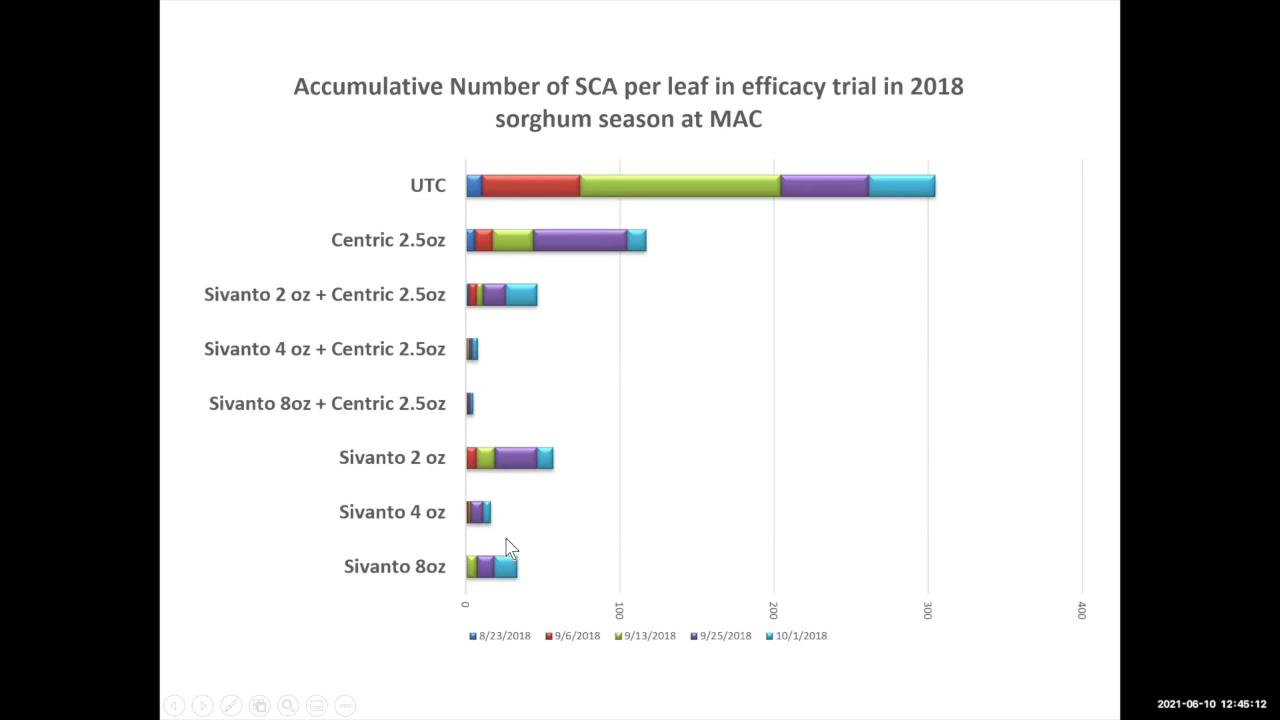 Accumulative Number of SCA per leaf in efficacy trial in 2018
sorghum season at MAC
UTC
Centric 2.5oz
Sivanto 2 oz + Centric 2.5oz
Sivanto 4 oz + Centric 2.5oz
Sivanto 8oz + Centric 2.5oz
Sivanto 2 oz
Sivanto 4 oz
Sivanto 8oz
0 100 200 300 400
8/23/2018 9/6/2018 9/13/2018 9/25/2018 10/1/2018
2021-06-10 12:45:12